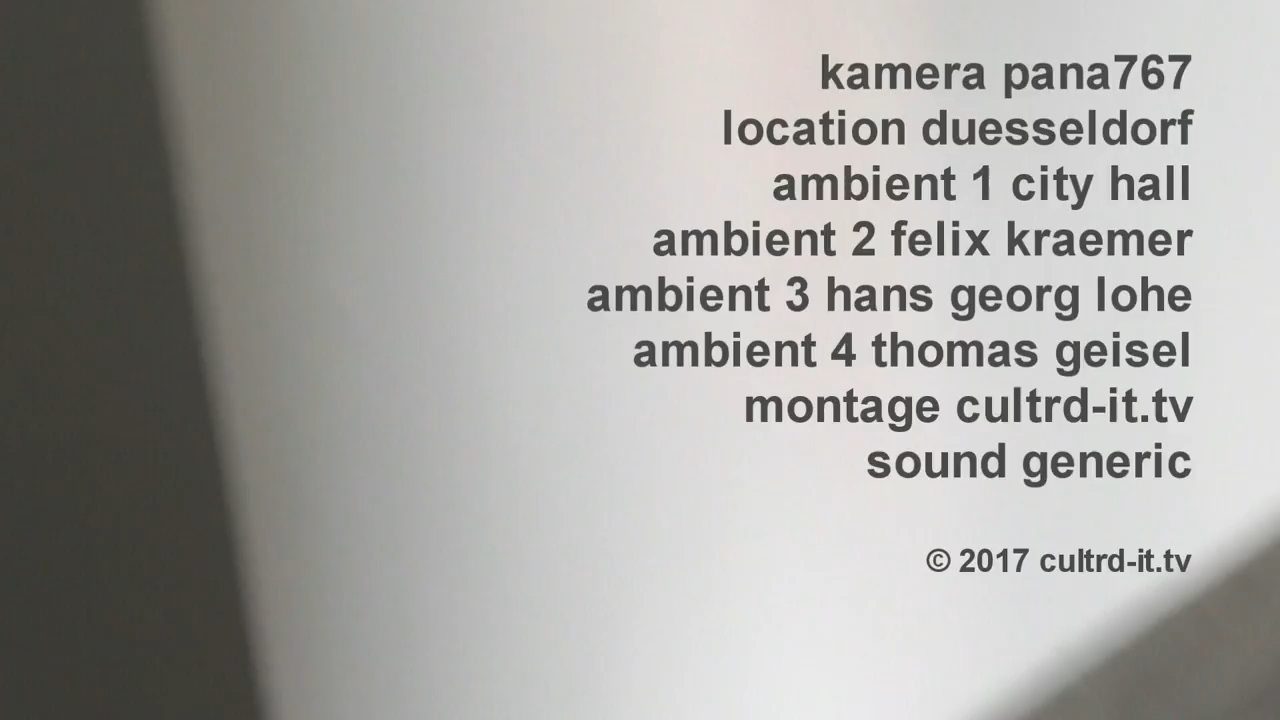 kamera pana767
location duesseldorf
ambient 1 city hall
ambient 2 felix kraemer
ambient 3 hans georg lohe
ambient 4 thomas geisel
montage cultrd-it.tv
sound generic
© 2017 cultrd-it.tv